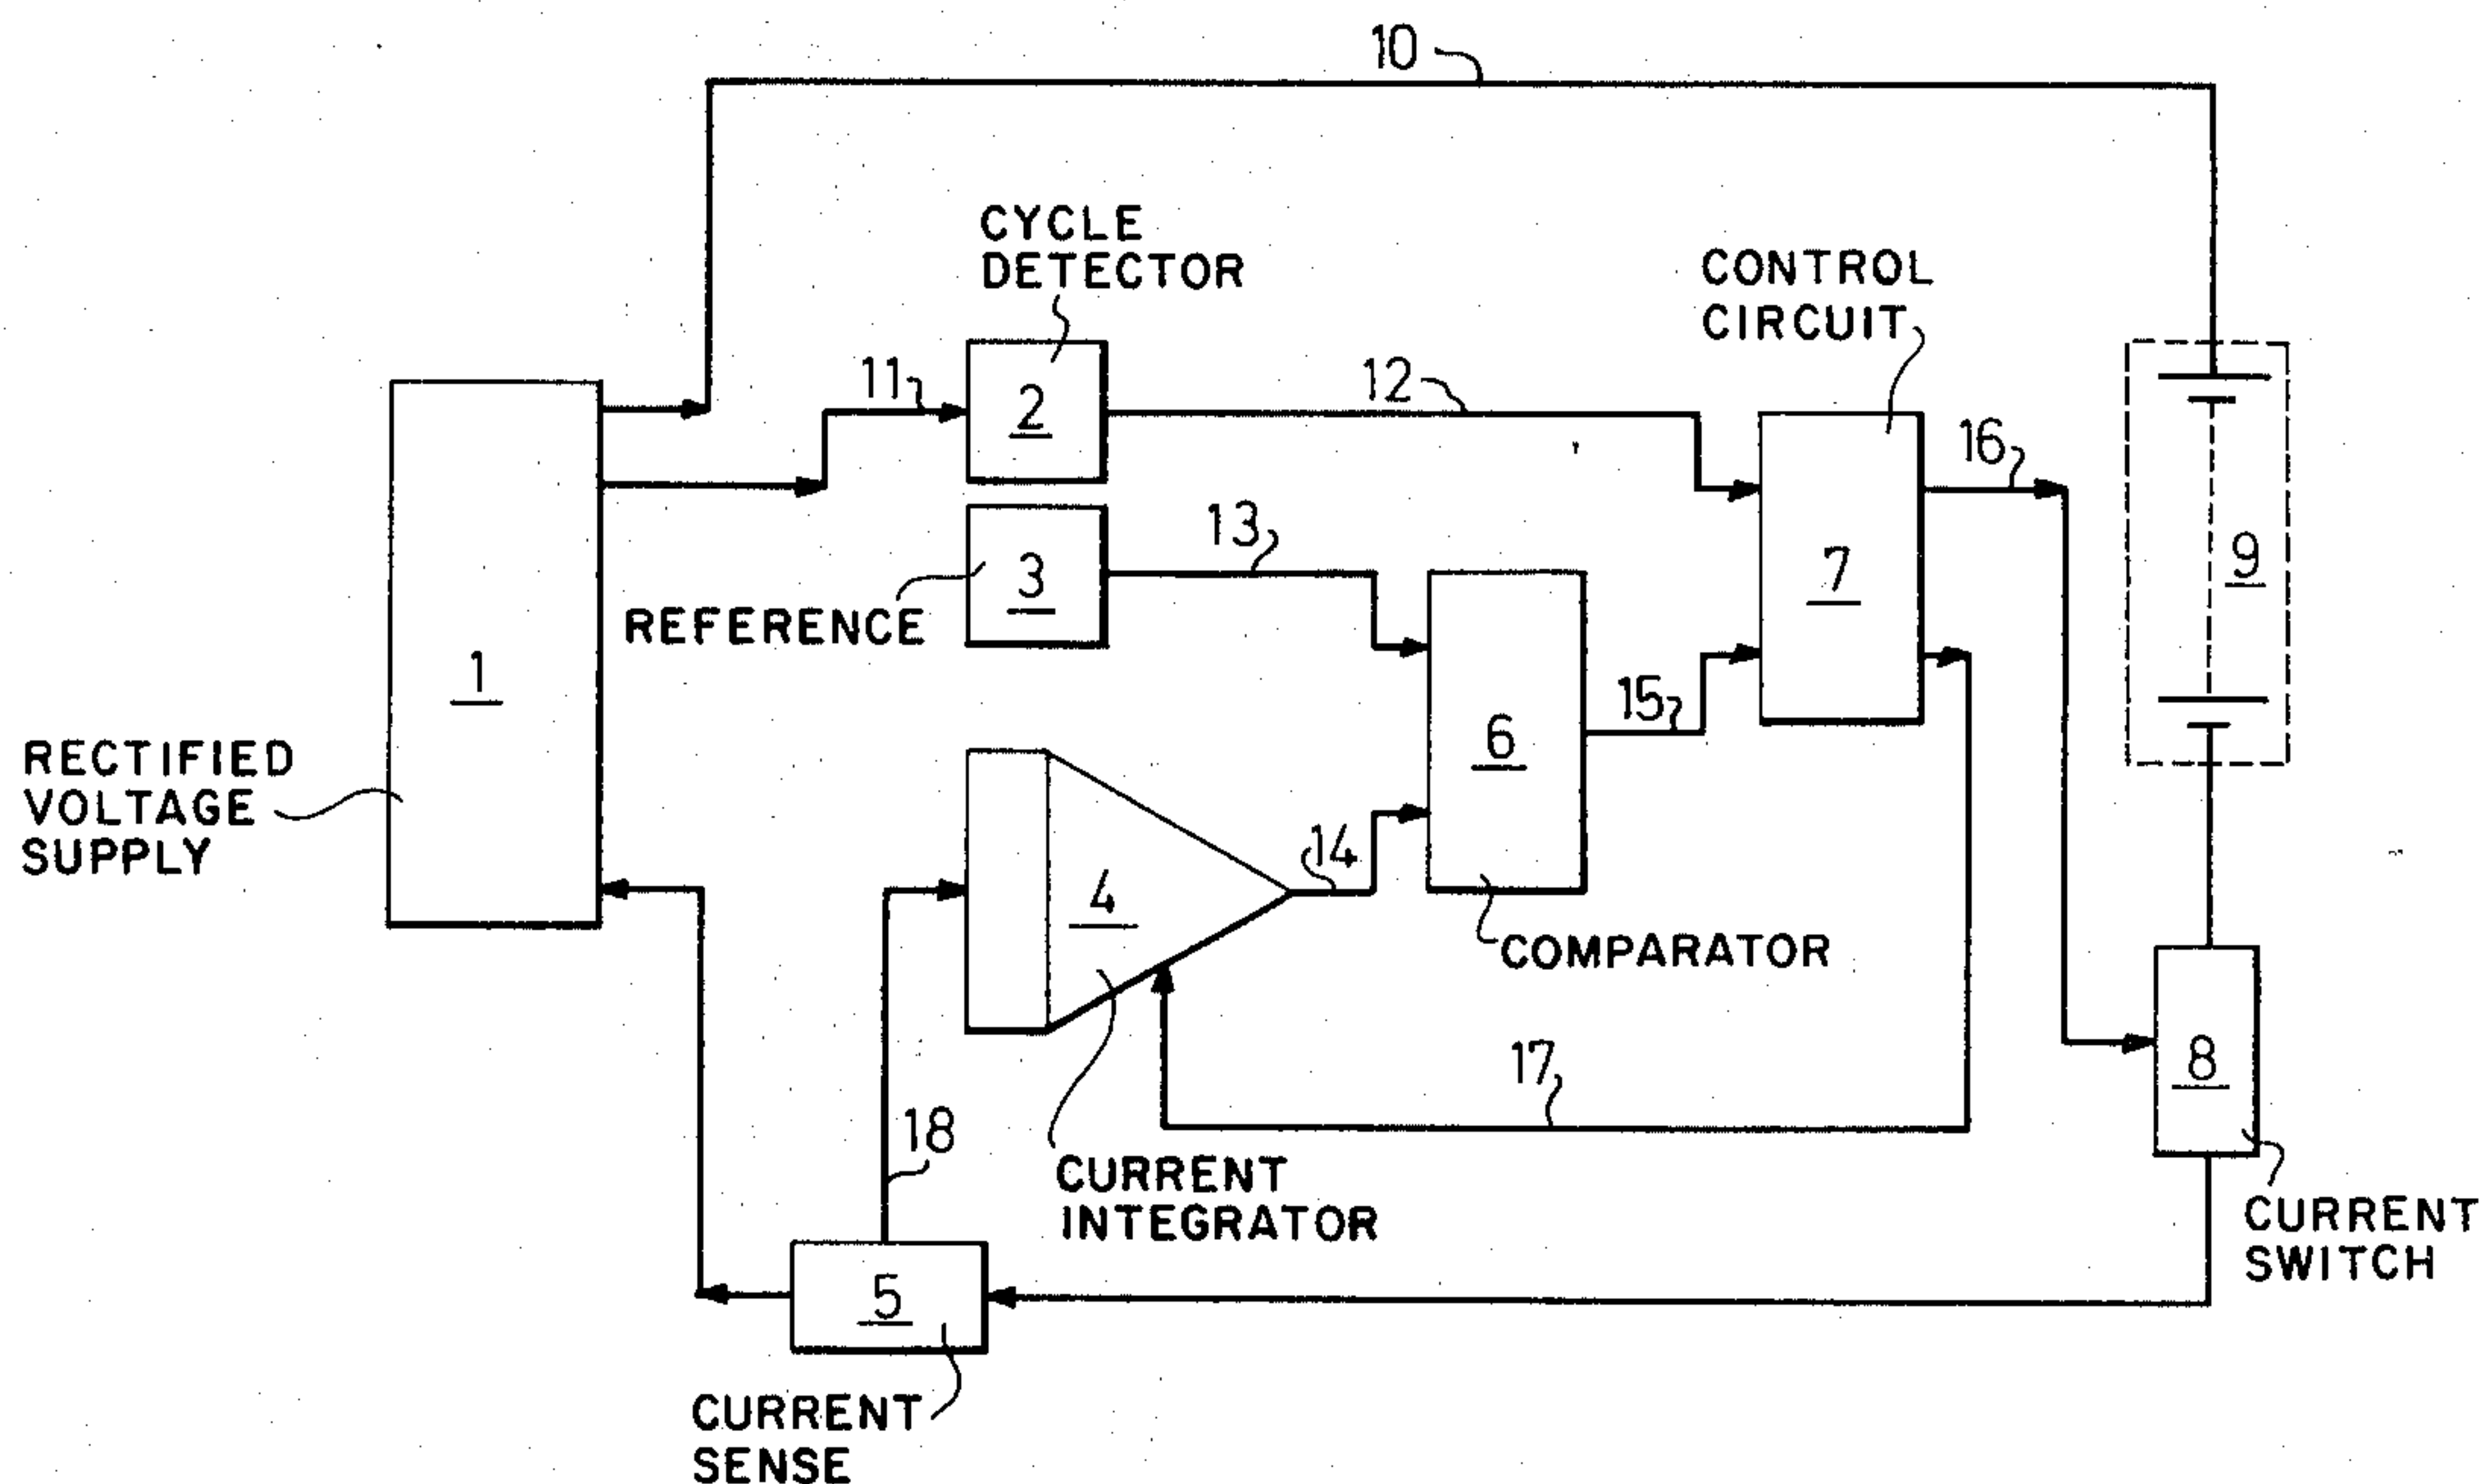 10
CYCLE
DETECTOR
CONTROL
CIRCUIT
11
2
12
16
13
3
REFERENCE
7
9
1
15
6
RECTIFIED
VOLTAGE
SUPPLY
14
4
COMPARATOR
17
8
18
CURRENT
INTEGRATOR
CURRENT
SWITCH
5
CURRENT
SENSE